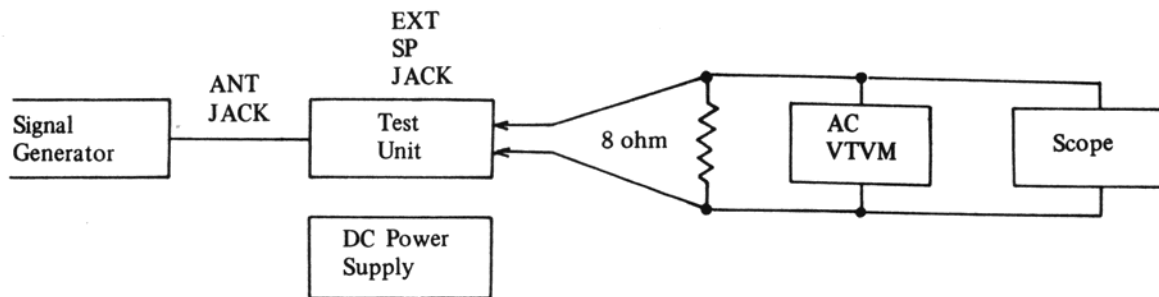 EXT
SP
JACK
ANT
JACK
Signal
Generator
Test
Unit
8 ohm
AC
VTVM
Scope
DC Power
Supply